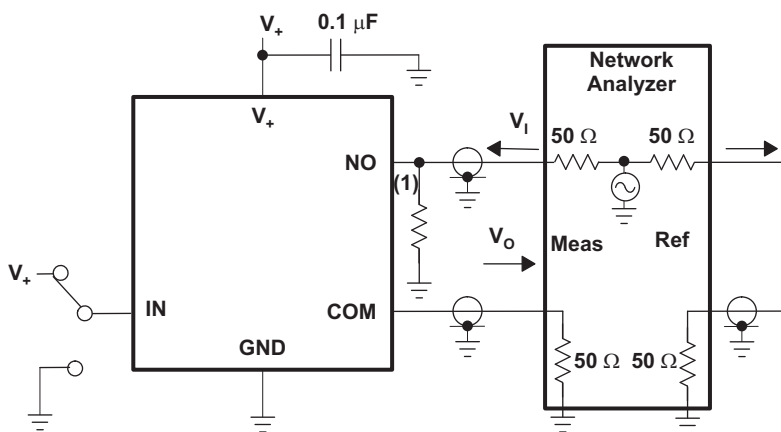 V+
0.1 μF
V+
NO
(1)
IN
COM
GND
V+
VI
VO
Network
Analyzer
50 Ω
50 Ω
Meas
Ref
50 Ω
50 Ω